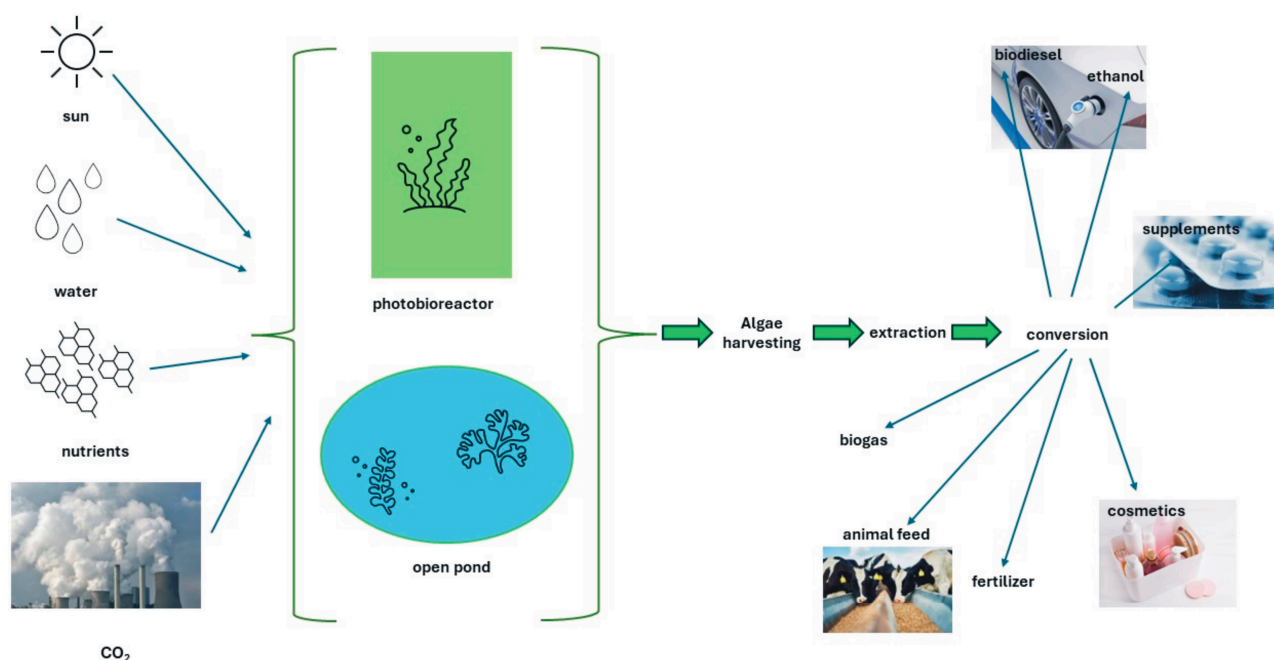 sun
water
nutrients
CO₂
photobioreactor
open pond
Algae
harvesting
extraction
conversion
biodiesel
ethanol
supplements
biogas
animal feed
fertilizer
cosmetics